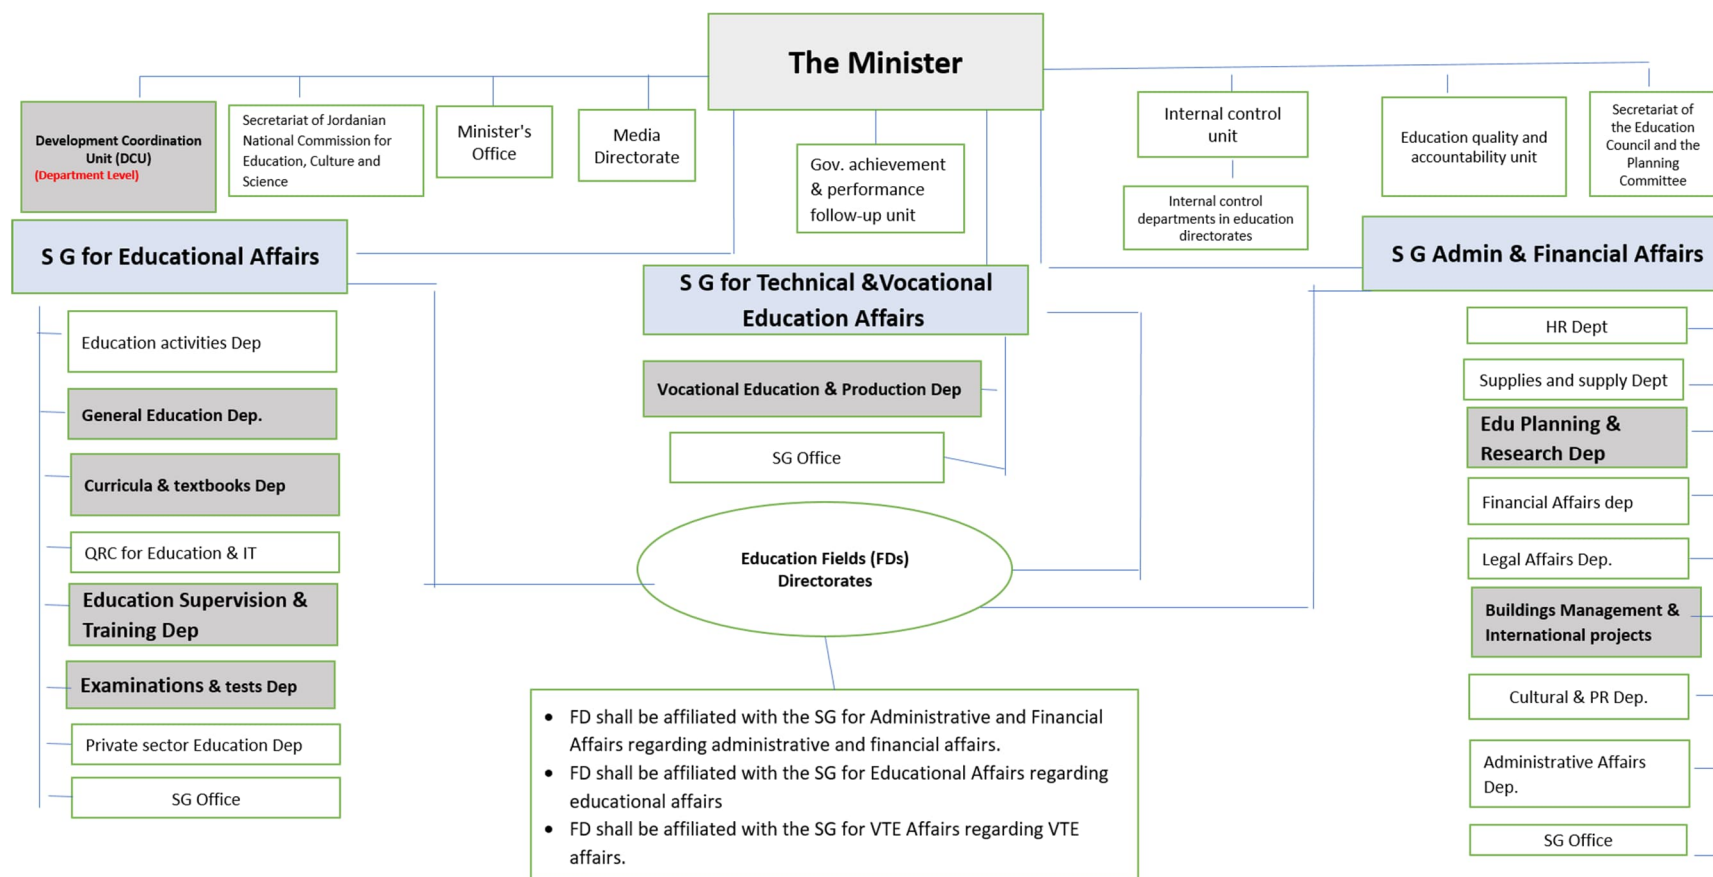 The Minister
Development Coordination
Unit (DCU)
(Department Level)
Secretariat of Jordanian
National Commission for
Education, Culture and
Science
Minister's
Office
Media
Directorate
Gov. achievement
& performance
follow-up unit
Internal control
unit
Internal control
departments in education
directorates
Education quality and
accountability unit
Secretariat of
the Education
Council and the
Planning
Committee
S G for Educational Affairs
Education activities Dep
General Education Dep.
Curricula & textbooks Dep
QRC for Education & IT
Education Supervision &
Training Dep
Examinations & tests Dep
Private sector Education Dep
SG Office
S G for Technical &Vocational
Education Affairs
Vocational Education & Production Dep
SG Office
Education Fields (FDs)
Directorates
• FD shall be affiliated with the SG for Administrative and Financial
Affairs regarding administrative and financial affairs.
• FD shall be affiliated with the SG for Educational Affairs regarding
educational affairs
• FD shall be affiliated with the SG for VTE Affairs regarding VTE
affairs.
S G Admin & Financial Affairs
HR Dept
Supplies and supply Dept
Edu Planning &
Research Dep
Financial Affairs dep
Legal Affairs Dep.
Buildings Management &
International projects
Cultural & PR Dep.
Administrative Affairs
Dep.
SG Office